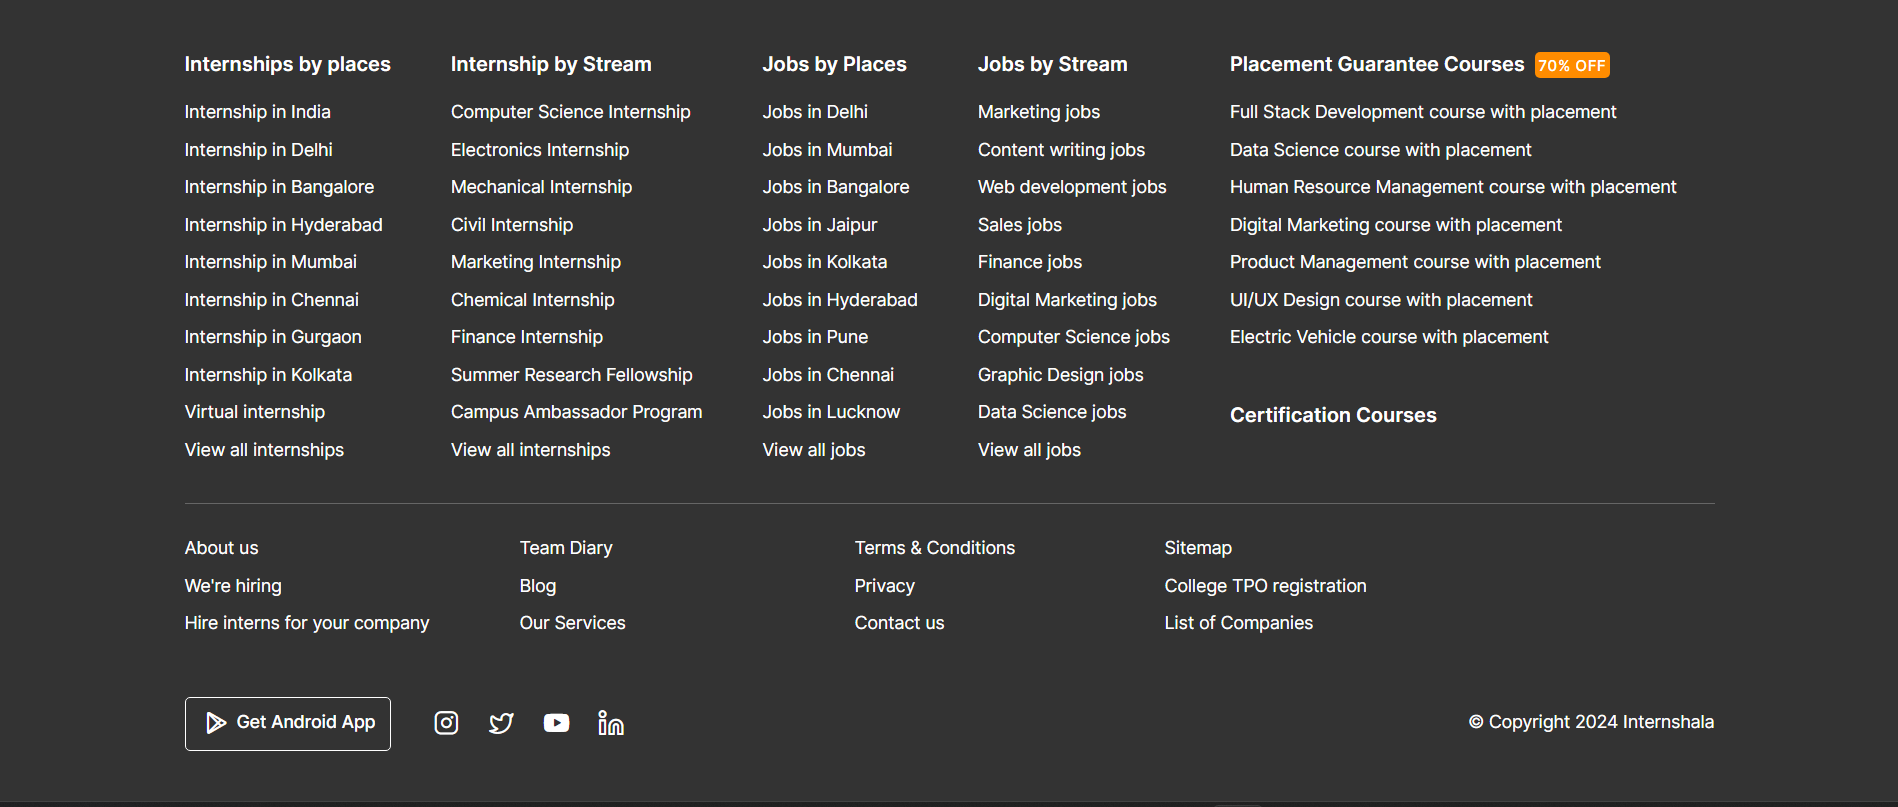 Internships by places
Internship in India
Internship in Delhi
Internship in Bangalore
Internship in Hyderabad
Internship in Mumbai
Internship in Chennai
Internship in Gurgaon
Internship in Kolkata
Virtual internship
View all internships
Internship by Stream
Computer Science Internship
Electronics Internship
Mechanical Internship
Civil Internship
Marketing Internship
Chemical Internship
Finance Internship
Summer Research Fellowship
Campus Ambassador Program
View all internships
Jobs by Places
Jobs in Delhi
Jobs in Mumbai
Jobs in Bangalore
Jobs in Jaipur
Jobs in Kolkata
Jobs in Hyderabad
Jobs in Pune
Jobs in Chennai
Jobs in Lucknow
View all jobs
Jobs by Stream
Marketing jobs
Content writing jobs
Web development jobs
Sales jobs
Finance jobs
Digital Marketing jobs
Computer Science jobs
Graphic Design jobs
Data Science jobs
View all jobs
Placement Guarantee Courses 70% OFF
Full Stack Development course with placement
Data Science course with placement
Human Resource Management course with placement
Digital Marketing course with placement
Product Management course with placement
UI/UX Design course with placement
Electric Vehicle course with placement
Certification Courses
About us
We're hiring
Hire interns for your company
Team Diary
Blog
Our Services
Terms & Conditions
Privacy
Contact us
Sitemap
College TPO registration
List of Companies
Get Android App
© Copyright 2024 Internshala